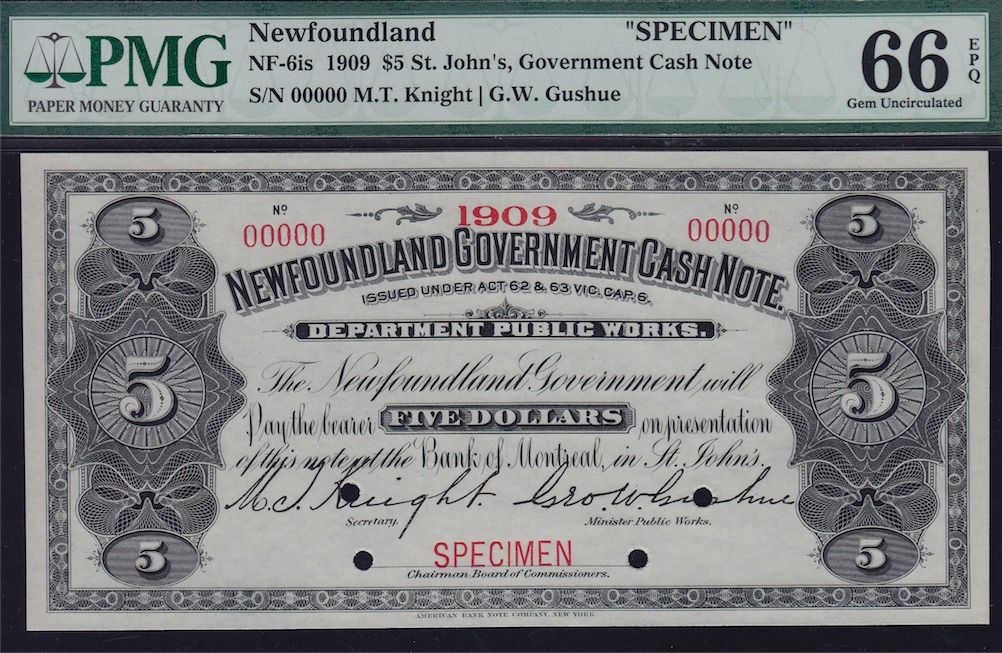 PMG
PAPER MONEY GUARANTY
Newfoundland "SPECIMEN"
NF-6is 1909 $5 St. John's, Government Cash Note
S/N 00000 M.T. Knight | G.W. Gushue
66 EPQ
Gem Uncirculated
5 5
Nº 1909 Nº
00000 00000
NEWFOUNDLAND GOVERNMENT CASH NOTE.
ISSUED UNDER ACT 62 & 63 VIC. CAP. 6.
DEPARTMENT PUBLIC WORKS.
The Newfoundland Government will
5 5
Pay the bearer FIVE DOLLARS on presentation
of this note at the Bank of Montreal, in St. John's.
M.T. Knight. Geo. W. Gushue
Secretary. Minister Public Works.
5 SPECIMEN 5
Chairman Board of Commissioners.
AMERICAN BANK NOTE COMPANY, NEW YORK.